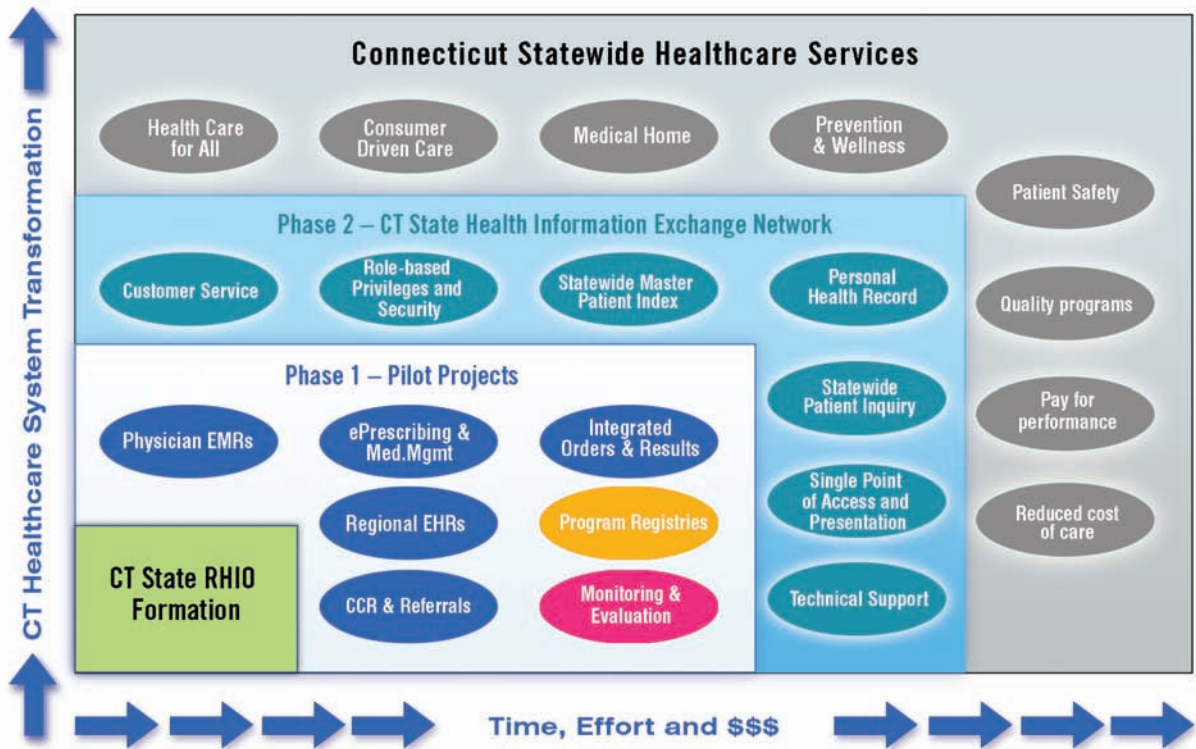 Connecticut Statewide Healthcare Services
Health Care
for All
Consumer
Driven Care
Medical Home
Prevention
& Wellness
Patient Safety
Quality programs
Pay for
performance
Reduced cost
of care
Phase 2 – CT State Health Information Exchange Network
Customer Service
Role-based
Privileges and
Security
Statewide Master
Patient Index
Personal
Health Record
Statewide
Patient Inquiry
Single Point
of Access and
Presentation
Technical Support
Phase 1 – Pilot Projects
Physician EMRs
ePrescribing &
Med.Mgmt
Integrated
Orders & Results
Regional EHRs
Program Registries
CCR & Referrals
Monitoring &
Evaluation
CT State RHIO
Formation
CT Healthcare System Transformation
Time, Effort and $$$